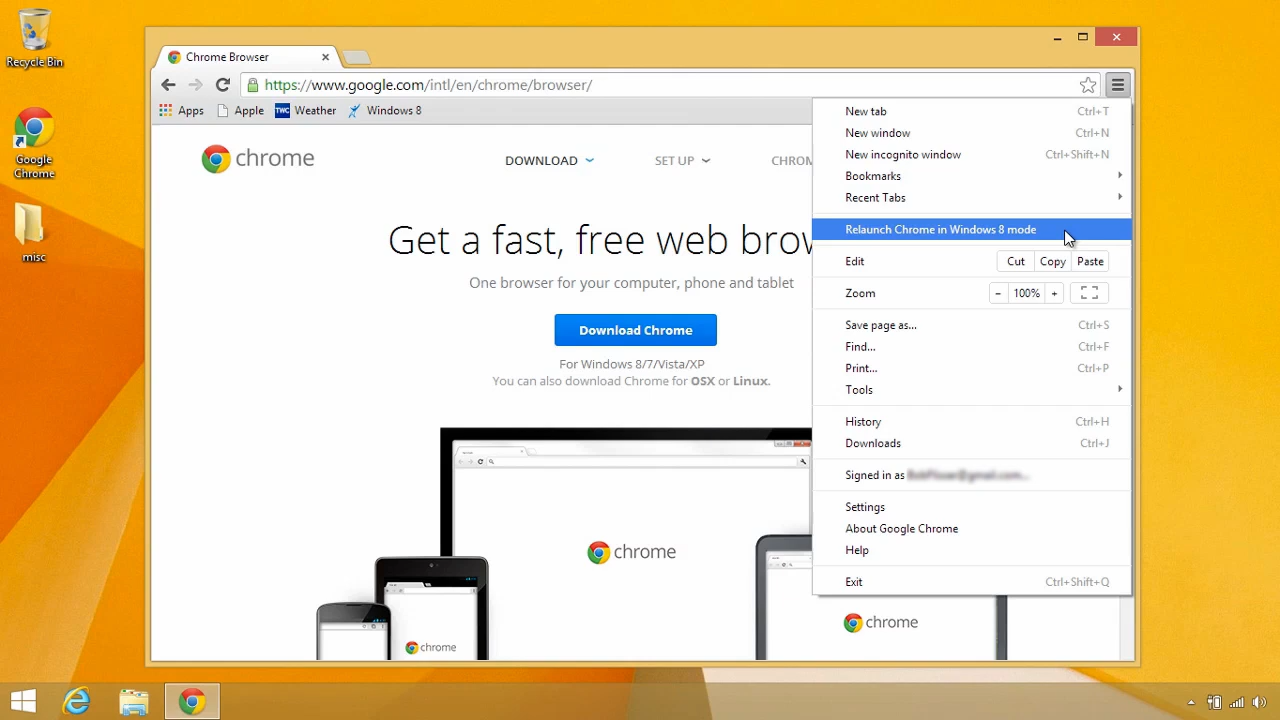 Recycle Bin
Google Chrome
misc
Chrome Browser
https://www.google.com/intl/en/chrome/browser/
Apps Apple TWC Weather Windows 8
chrome
DOWNLOAD SET UP CHROM
Get a fast, free web brow
One browser for your computer, phone and tablet
Download Chrome
For Windows 8/7/Vista/XP
You can also download Chrome for OSX or Linux.
chrome
chrome
chrome
New tab Ctrl+T
New window Ctrl+N
New incognito window Ctrl+Shift+N
Bookmarks
Recent Tabs
Relaunch Chrome in Windows 8 mode
Edit Cut Copy Paste
Zoom − 100% +
Save page as... Ctrl+S
Find... Ctrl+F
Print... Ctrl+P
Tools
History Ctrl+H
Downloads Ctrl+J
Signed in as
Settings
About Google Chrome
Help
Exit Ctrl+Shift+Q